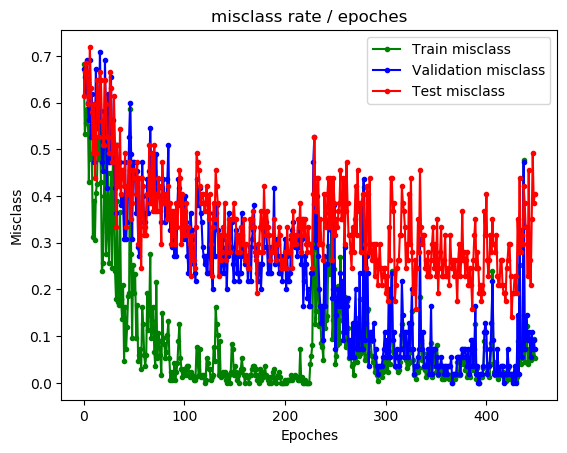 misclass rate / epoches
Train misclass
Validation misclass
Test misclass
0.7
0.6
0.5
0.4
0.3
0.2
0.1
0.0
Misclass
0 100 200 300 400
Epoches